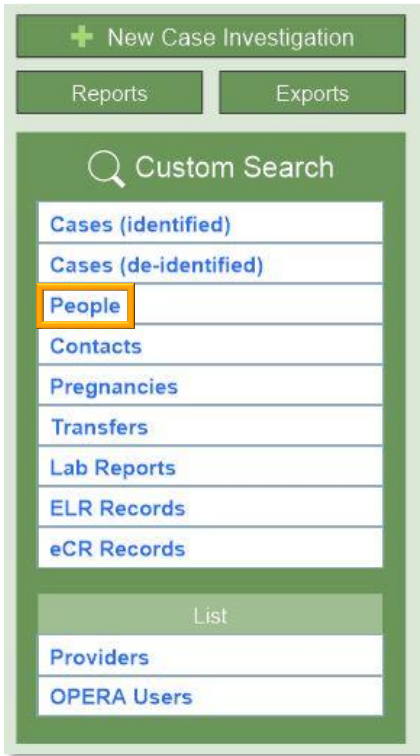 New Case Investigation
Reports
Exports
Custom Search
Cases (identified)
Cases (de-identified)
People
Contacts
Pregnancies
Transfers
Lab Reports
ELR Records
eCR Records
List
Providers
OPERA Users